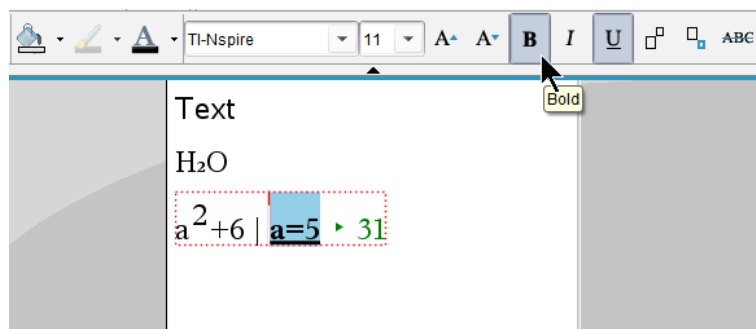 A TI-Nspire 11 A A B I U ABC
Bold
Text
H₂O
a²+6 | a=5 ▸ 31